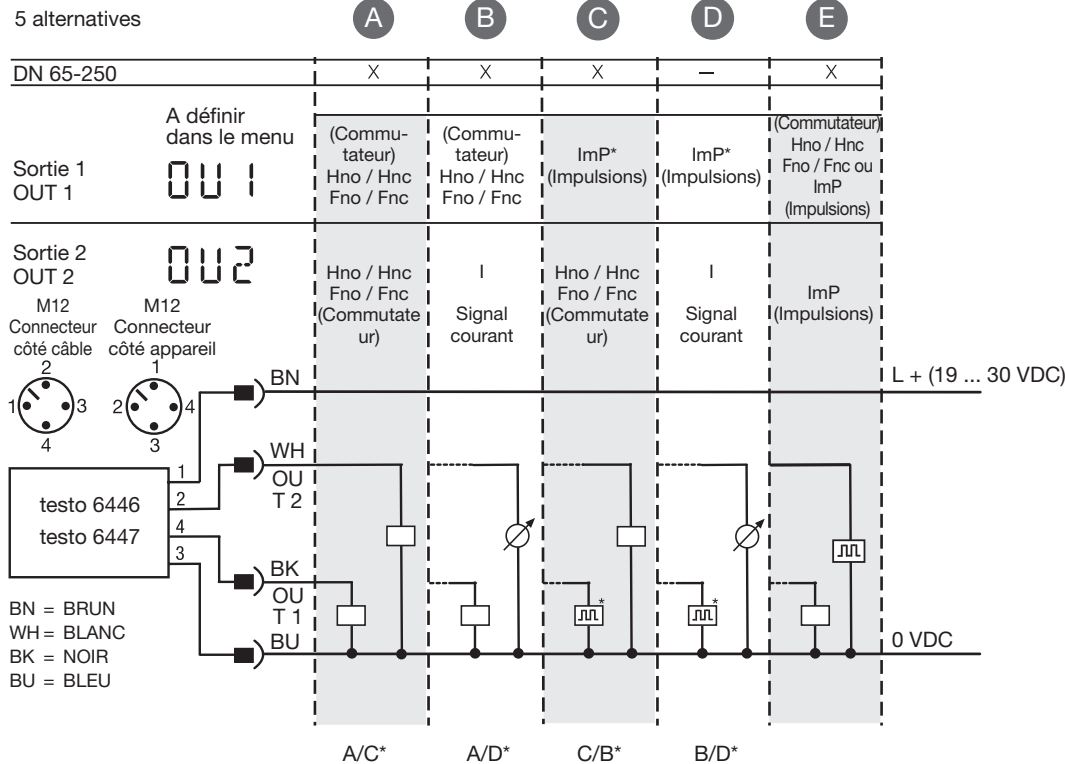 5 alternatives
A B C D E
DN 65-250 X X X — X
A définir
dans le menu
Sortie 1
OUT 1
OU1
(Commu-
tateur)
Hno / Hnc
Fno / Fnc
(Commu-
tateur)
Hno / Hnc
Fno / Fnc
ImP*
(Impulsions)
ImP*
(Impulsions)
(Commutateur)
Hno / Hnc
Fno / Fnc ou
ImP
(Impulsions)
Sortie 2
OUT 2
OU2
Hno / Hnc
Fno / Fnc
(Commutate
ur)
I
Signal
courant
Hno / Hnc
Fno / Fnc
(Commutate
ur)
I
Signal
courant
ImP
(Impulsions)
M12
Connecteur
côté câble
2
1 3
4
M12
Connecteur
côté appareil
1
2 4
3
BN
L + (19 ... 30 VDC)
WH
OU
T 2
testo 6446
testo 6447
1
2
4
3
BK
OU
T 1
* *
BU
0 VDC
BN = BRUN
WH = BLANC
BK = NOIR
BU = BLEU
A/C* A/D* C/B* B/D*